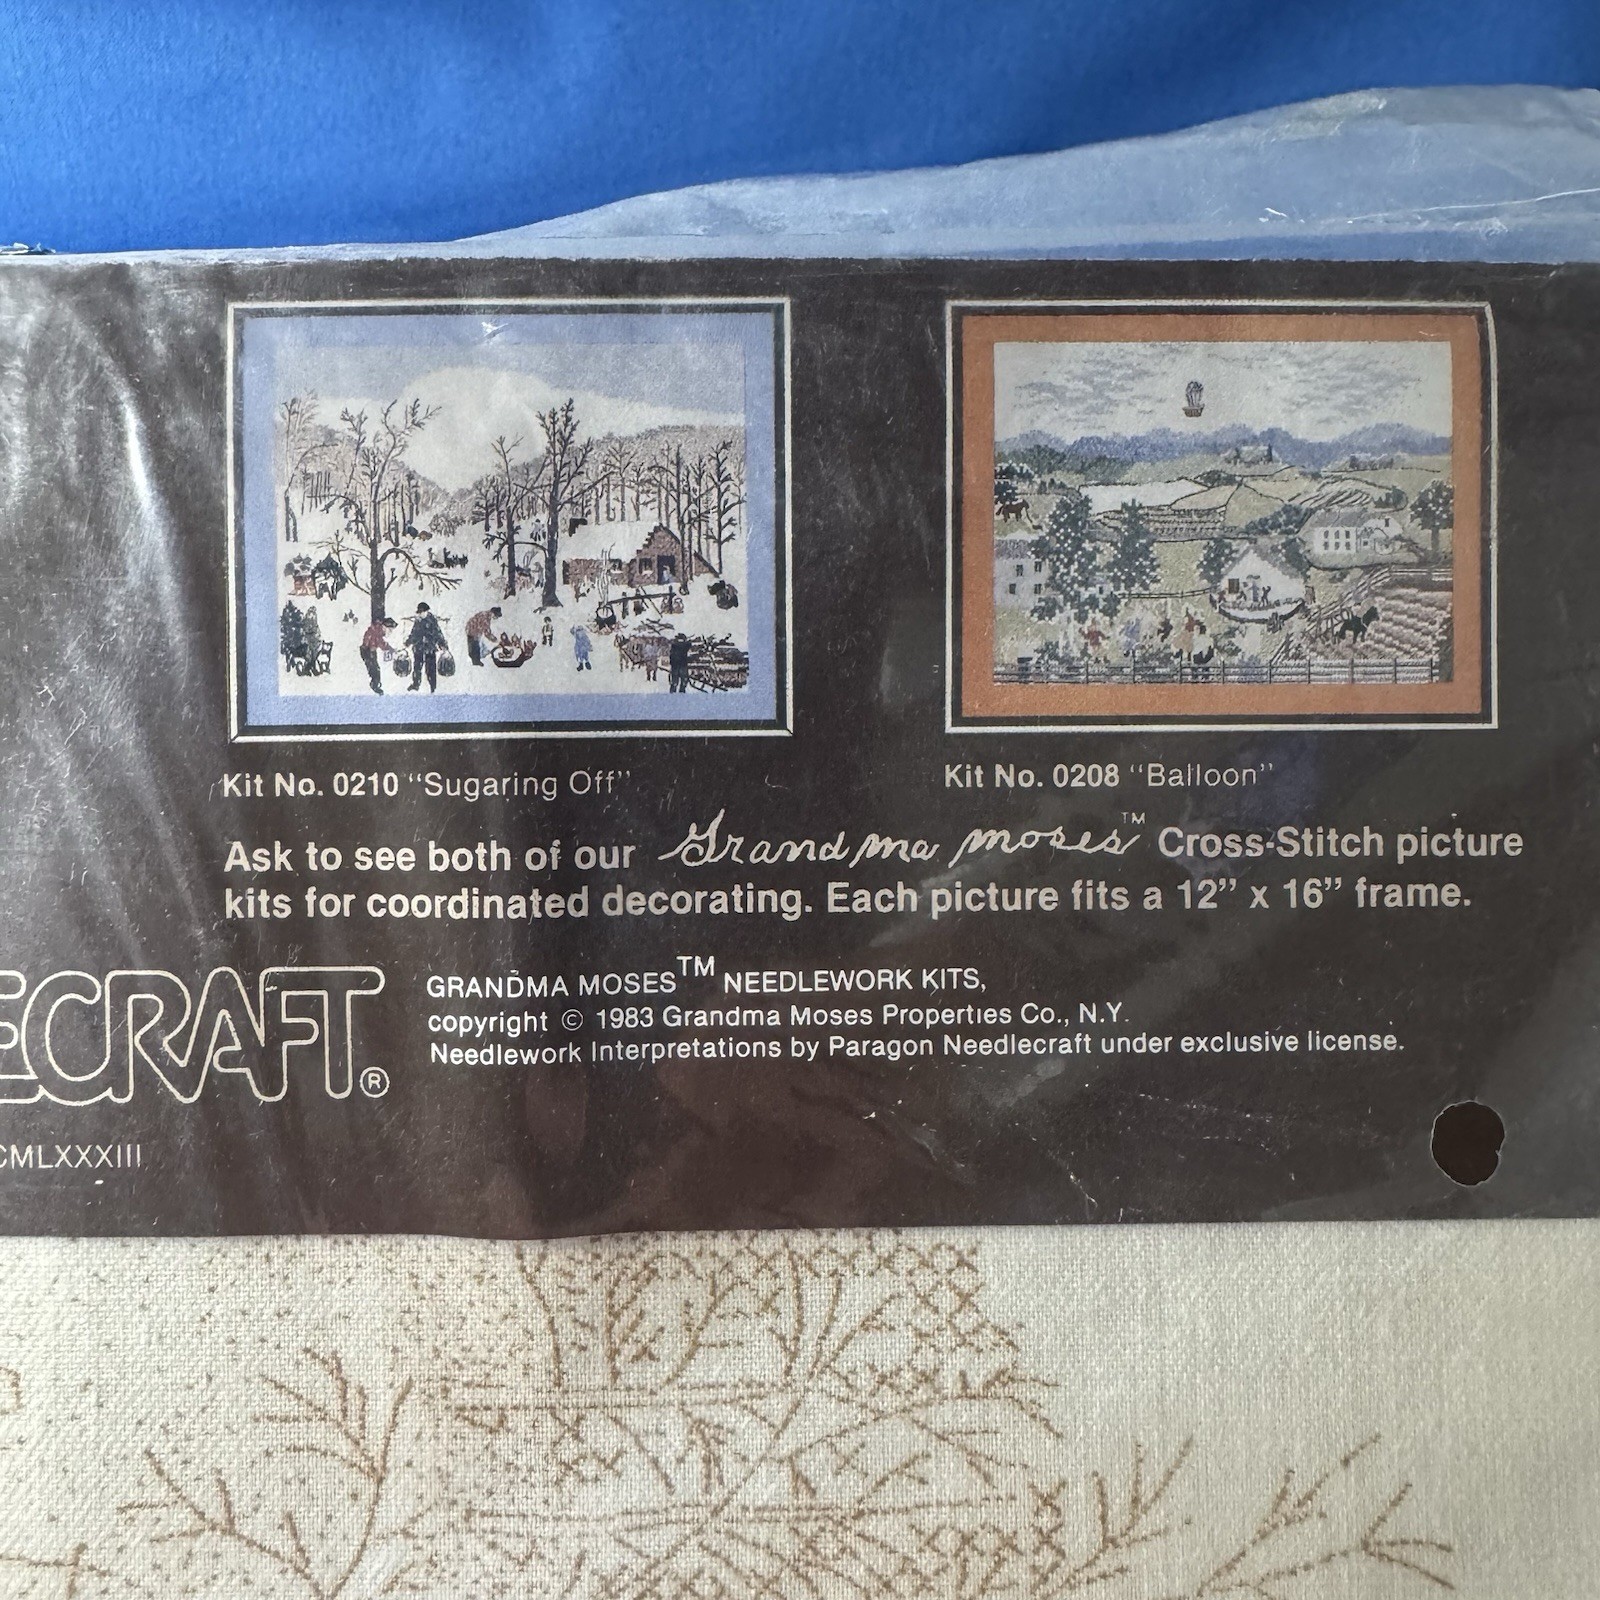 Kit No. 0210 “Sugaring Off”
Kit No. 0208 “Balloon”
Ask to see both of our Grandma moses™ Cross-Stitch picture
kits for coordinated decorating. Each picture fits a 12” x 16” frame.
ECRAFT®
GRANDMA MOSES™ NEEDLEWORK KITS,
copyright © 1983 Grandma Moses Properties Co., N.Y.
Needlework Interpretations by Paragon Needlecraft under exclusive license.
CMLXXXIII